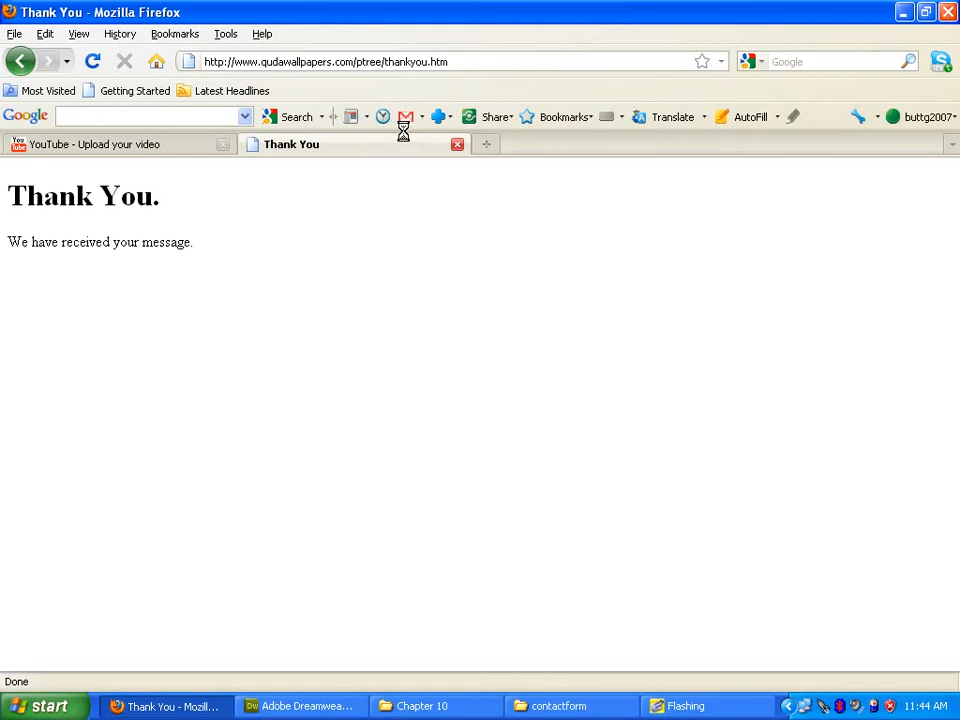 Thank You - Mozilla Firefox
File Edit View History Bookmarks Tools Help
http://www.qudawallpapers.com/ptree/thankyou.htm
Google
Most Visited Getting Started Latest Headlines
Google Search Share Bookmarks Translate AutoFill buttg2007
You Tube YouTube - Upload your video Thank You
Thank You.
We have received your message.
Done
start Thank You - Mozill... Dw Adobe Dreamwea... Chapter 10 contactform Flashing 11:44 AM